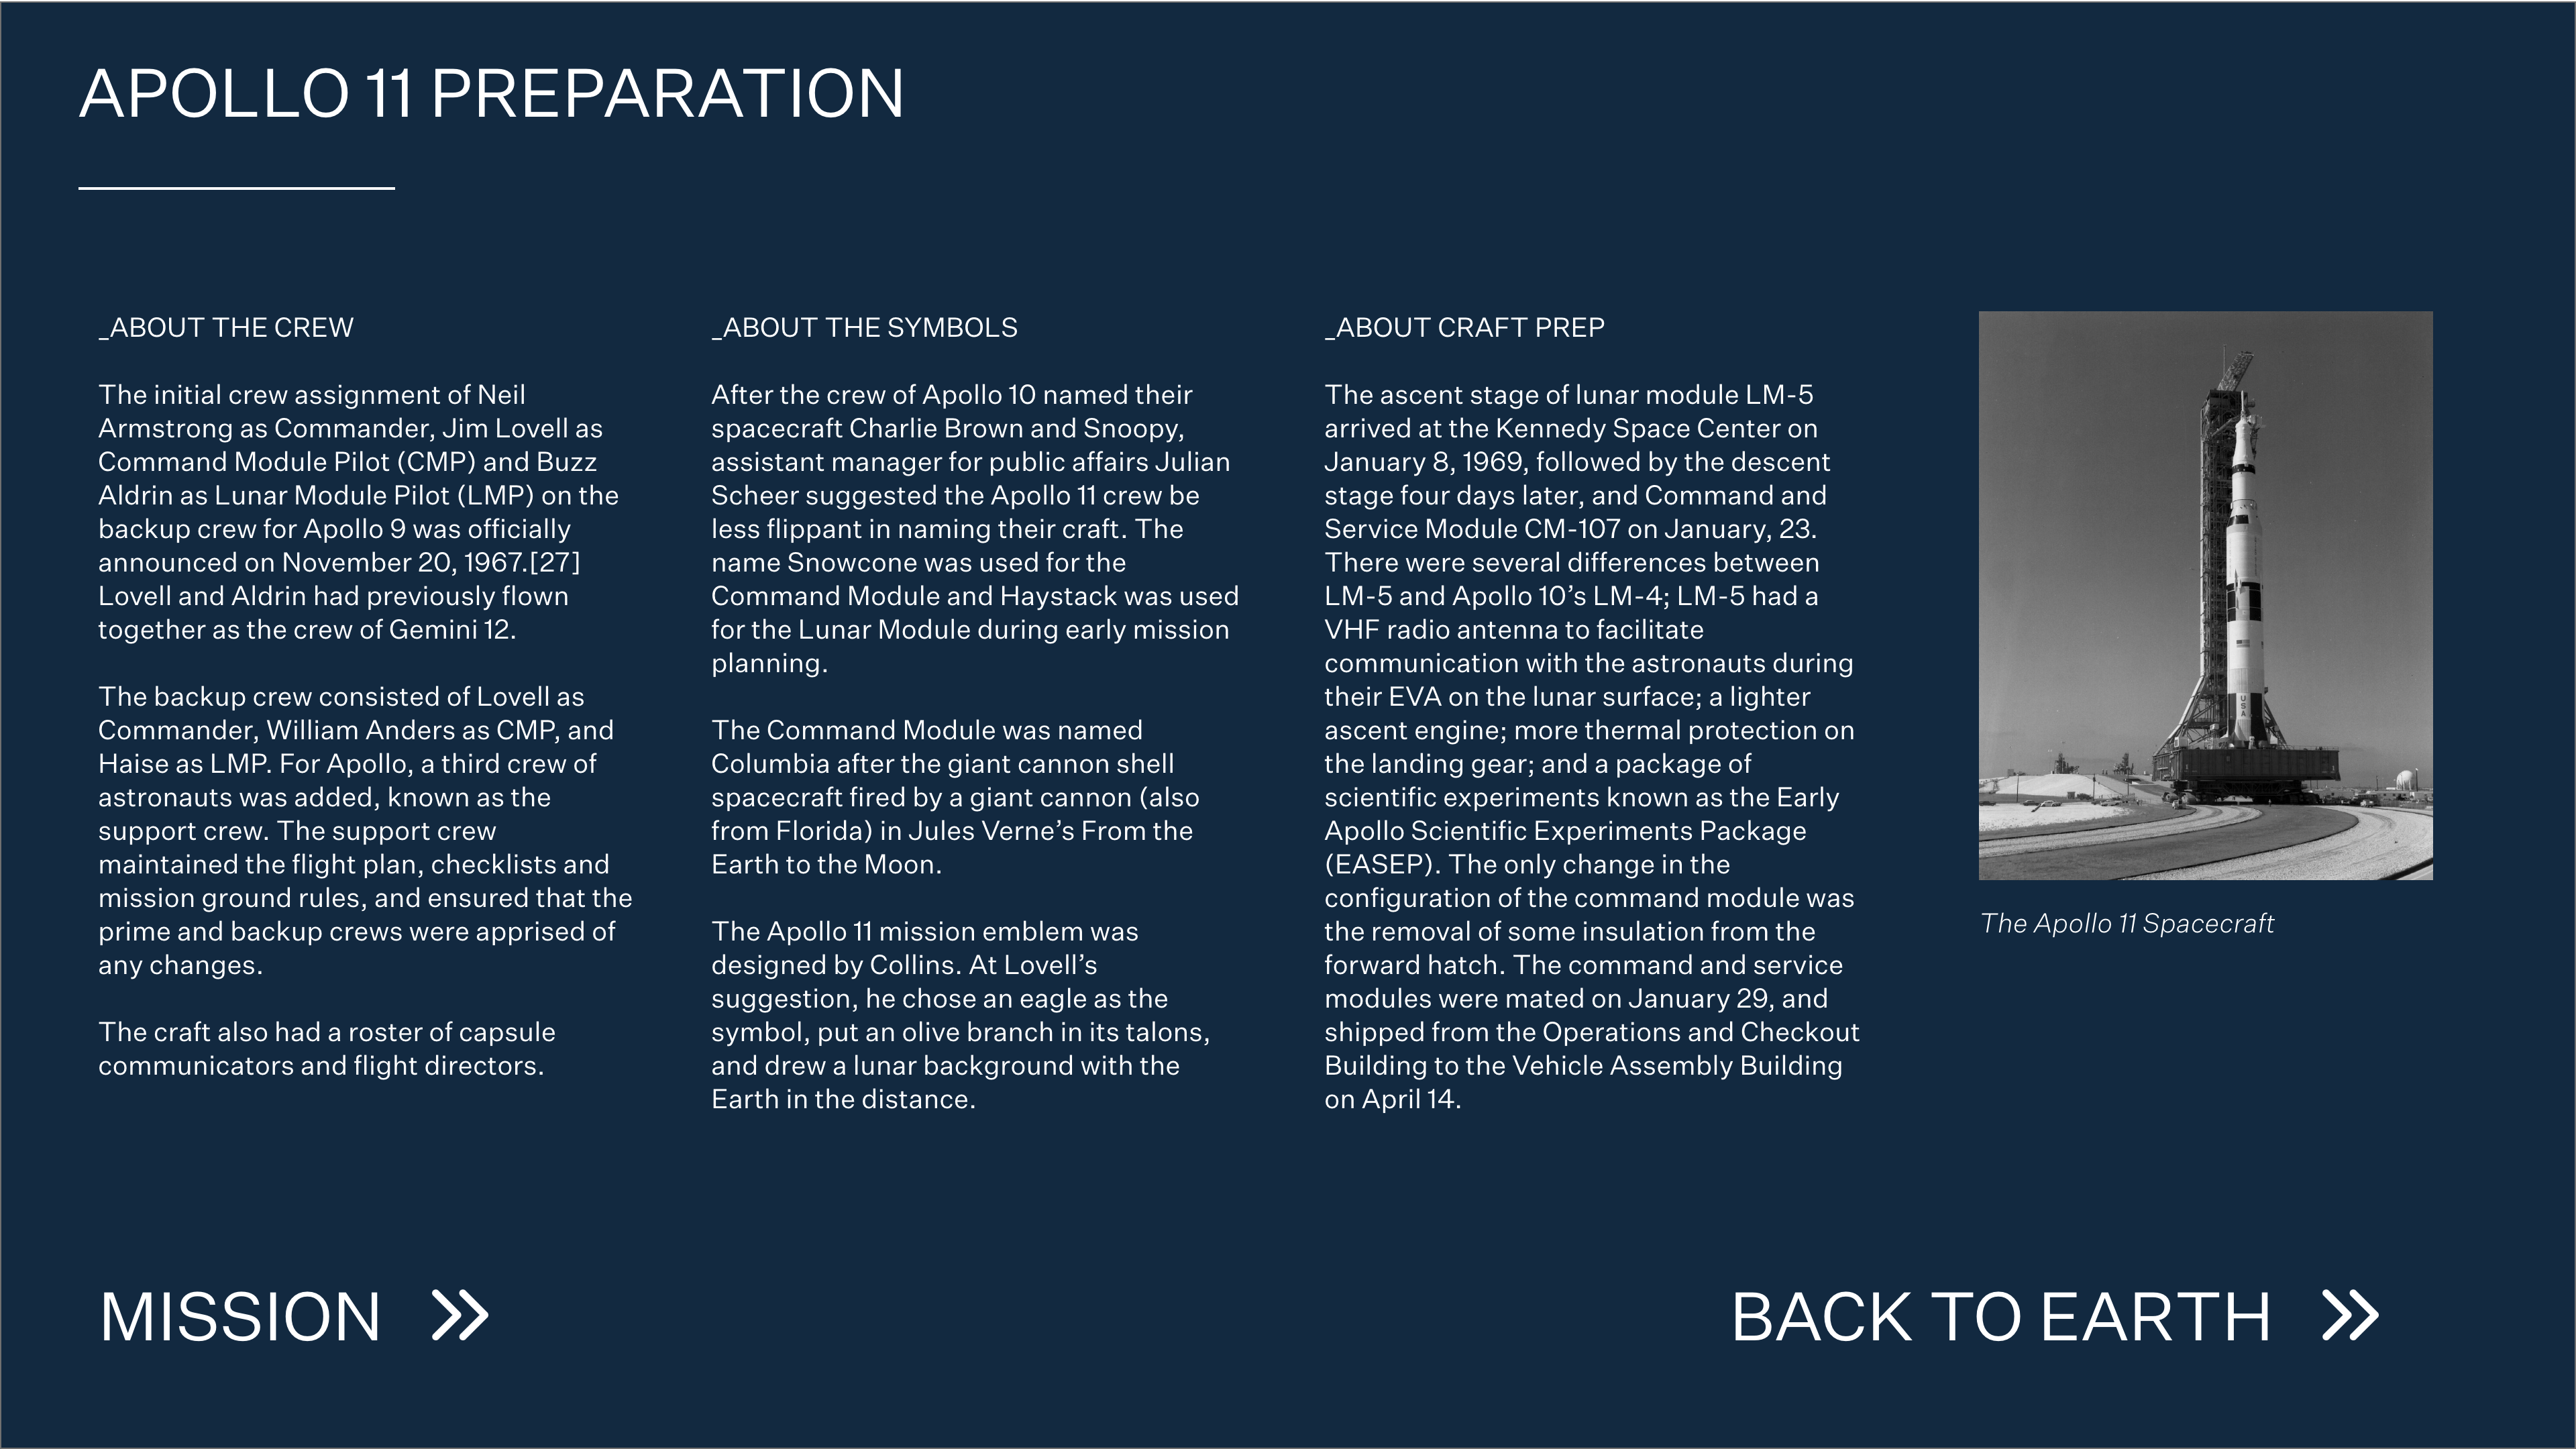 APOLLO 11 PREPARATION
_ABOUT THE CREW
The initial crew assignment of Neil
Armstrong as Commander, Jim Lovell as
Command Module Pilot (CMP) and Buzz
Aldrin as Lunar Module Pilot (LMP) on the
backup crew for Apollo 9 was officially
announced on November 20, 1967.[27]
Lovell and Aldrin had previously flown
together as the crew of Gemini 12.
The backup crew consisted of Lovell as
Commander, William Anders as CMP, and
Haise as LMP. For Apollo, a third crew of
astronauts was added, known as the
support crew. The support crew
maintained the flight plan, checklists and
mission ground rules, and ensured that the
prime and backup crews were apprised of
any changes.
The craft also had a roster of capsule
communicators and flight directors.
_ABOUT THE SYMBOLS
After the crew of Apollo 10 named their
spacecraft Charlie Brown and Snoopy,
assistant manager for public affairs Julian
Scheer suggested the Apollo 11 crew be
less flippant in naming their craft. The
name Snowcone was used for the
Command Module and Haystack was used
for the Lunar Module during early mission
planning.
The Command Module was named
Columbia after the giant cannon shell
spacecraft fired by a giant cannon (also
from Florida) in Jules Verne’s From the
Earth to the Moon.
The Apollo 11 mission emblem was
designed by Collins. At Lovell’s
suggestion, he chose an eagle as the
symbol, put an olive branch in its talons,
and drew a lunar background with the
Earth in the distance.
_ABOUT CRAFT PREP
The ascent stage of lunar module LM-5
arrived at the Kennedy Space Center on
January 8, 1969, followed by the descent
stage four days later, and Command and
Service Module CM-107 on January, 23.
There were several differences between
LM-5 and Apollo 10’s LM-4; LM-5 had a
VHF radio antenna to facilitate
communication with the astronauts during
their EVA on the lunar surface; a lighter
ascent engine; more thermal protection on
the landing gear; and a package of
scientific experiments known as the Early
Apollo Scientific Experiments Package
(EASEP). The only change in the
configuration of the command module was
the removal of some insulation from the
forward hatch. The command and service
modules were mated on January 29, and
shipped from the Operations and Checkout
Building to the Vehicle Assembly Building
on April 14.
USA
The Apollo 11 Spacecraft
MISSION
BACK TO EARTH